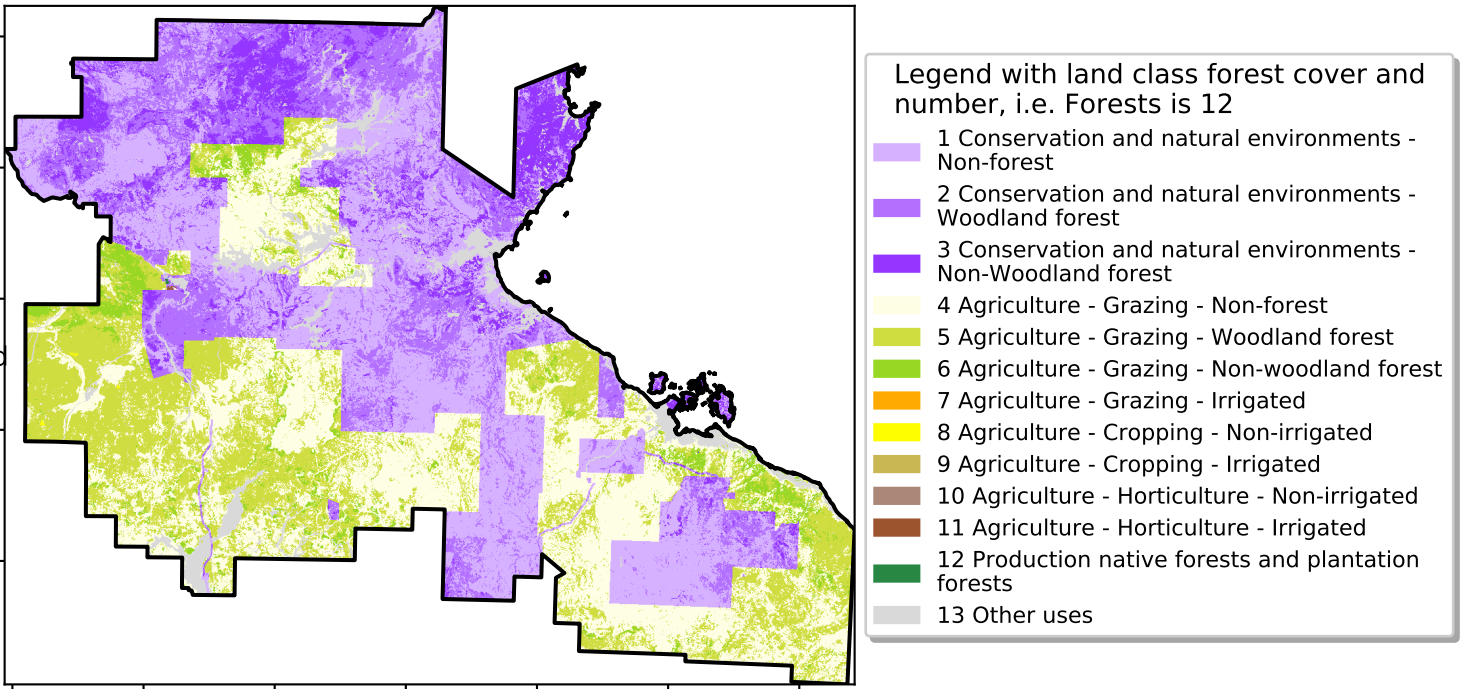 Legend with land class forest cover and
number, i.e. Forests is 12
1 Conservation and natural environments -
Non-forest
2 Conservation and natural environments -
Woodland forest
3 Conservation and natural environments -
Non-Woodland forest
4 Agriculture - Grazing - Non-forest
5 Agriculture - Grazing - Woodland forest
6 Agriculture - Grazing - Non-woodland forest
7 Agriculture - Grazing - Irrigated
8 Agriculture - Cropping - Non-irrigated
9 Agriculture - Cropping - Irrigated
10 Agriculture - Horticulture - Non-irrigated
11 Agriculture - Horticulture - Irrigated
12 Production native forests and plantation
forests
13 Other uses